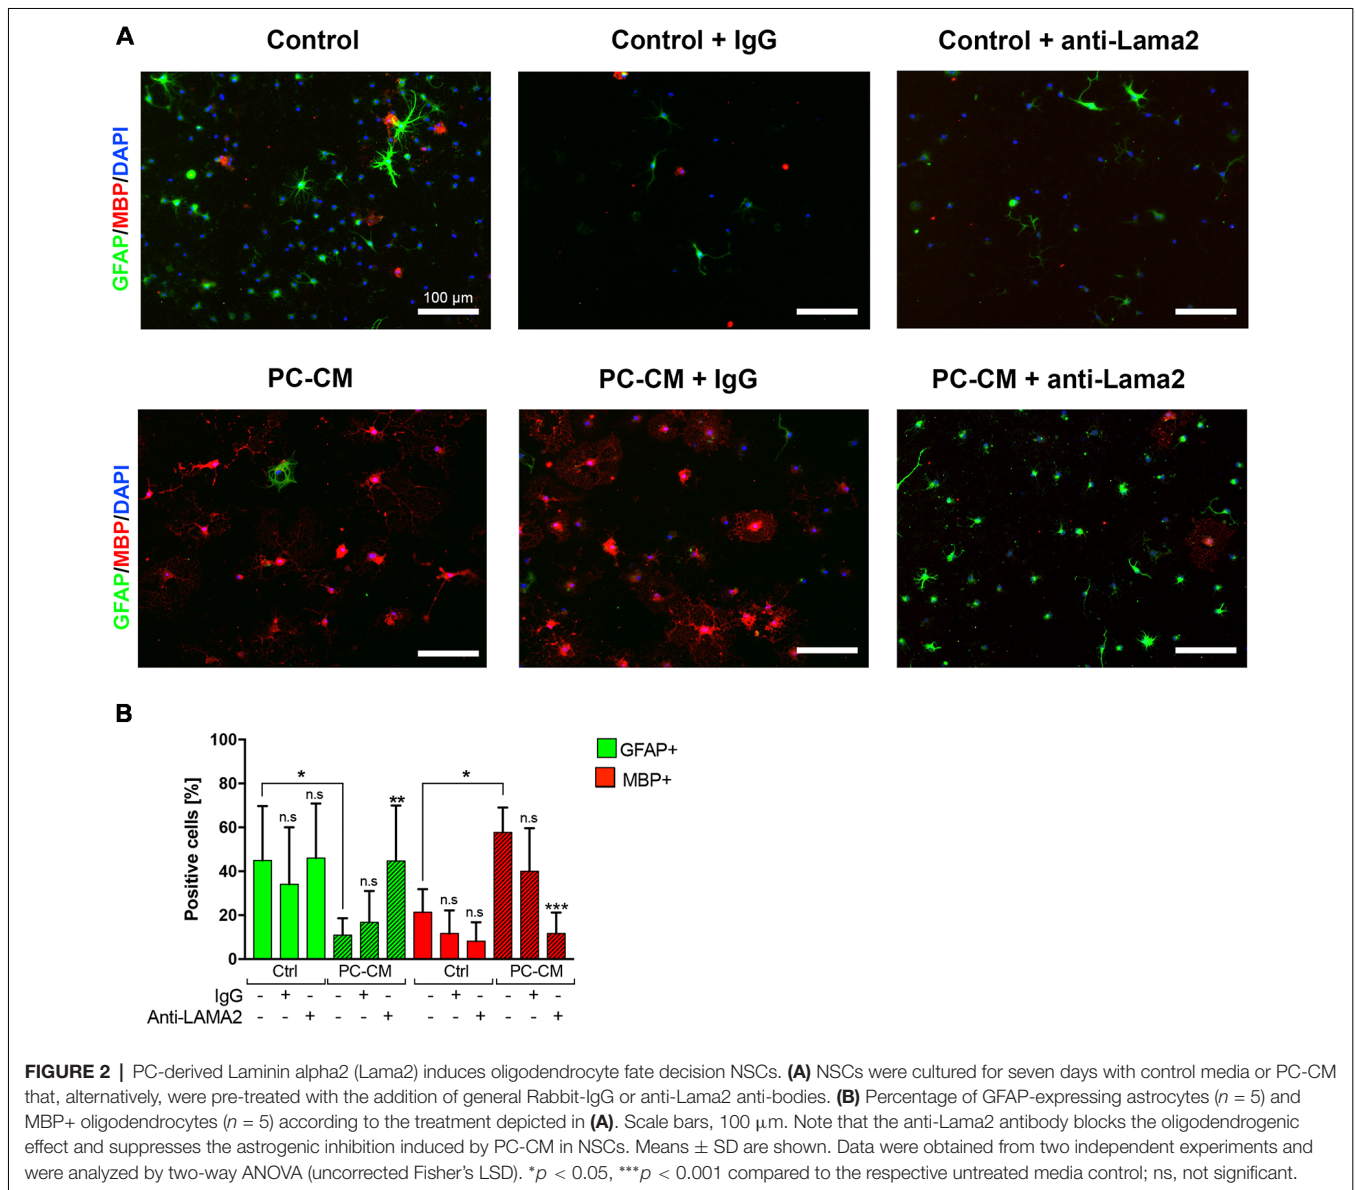 A
Control
Control + IgG
Control + anti-Lama2
GFAP/MBP/DAPI
100 µm
PC-CM
PC-CM + IgG
PC-CM + anti-Lama2
GFAP/MBP/DAPI
B
Positive cells [%]
100
80
60
40
20
0
* n.s n.s n.s ** * n.s n.s n.s ***
GFAP+
MBP+
Ctrl PC-CM Ctrl PC-CM
IgG - + - - + - - + - - + -
Anti-LAMA2 - - + - - + - - + - - +
FIGURE 2 | PC-derived Laminin alpha2 (Lama2) induces oligodendrocyte fate decision NSCs. (A) NSCs were cultured for seven days with control media or PC-CM
that, alternatively, were pre-treated with the addition of general Rabbit-IgG or anti-Lama2 anti-bodies. (B) Percentage of GFAP-expressing astrocytes (n = 5) and
MBP+ oligodendrocytes (n = 5) according to the treatment depicted in (A). Scale bars, 100 µm. Note that the anti-Lama2 antibody blocks the oligodendrogenic
effect and suppresses the astrogenic inhibition induced by PC-CM in NSCs. Means ± SD are shown. Data were obtained from two independent experiments and
were analyzed by two-way ANOVA (uncorrected Fisher's LSD). *p < 0.05, ***p < 0.001 compared to the respective untreated media control; ns, not significant.